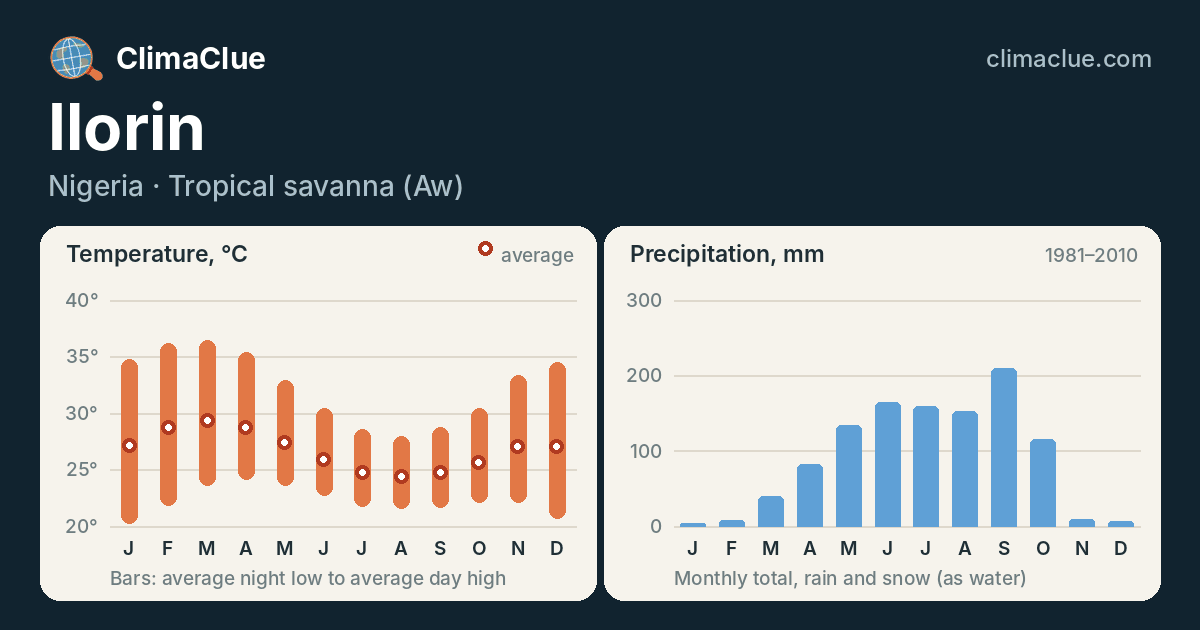 ClimaClue
climaclue.com
Ilorin
Nigeria · Tropical savanna (Aw)
Temperature, °C
average
40°
35°
30°
25°
20°
J F M A M J J A S O N D
Bars: average night low to average day high
Precipitation, mm
1981–2010
300
200
100
0
J F M A M J J A S O N D
Monthly total, rain and snow (as water)